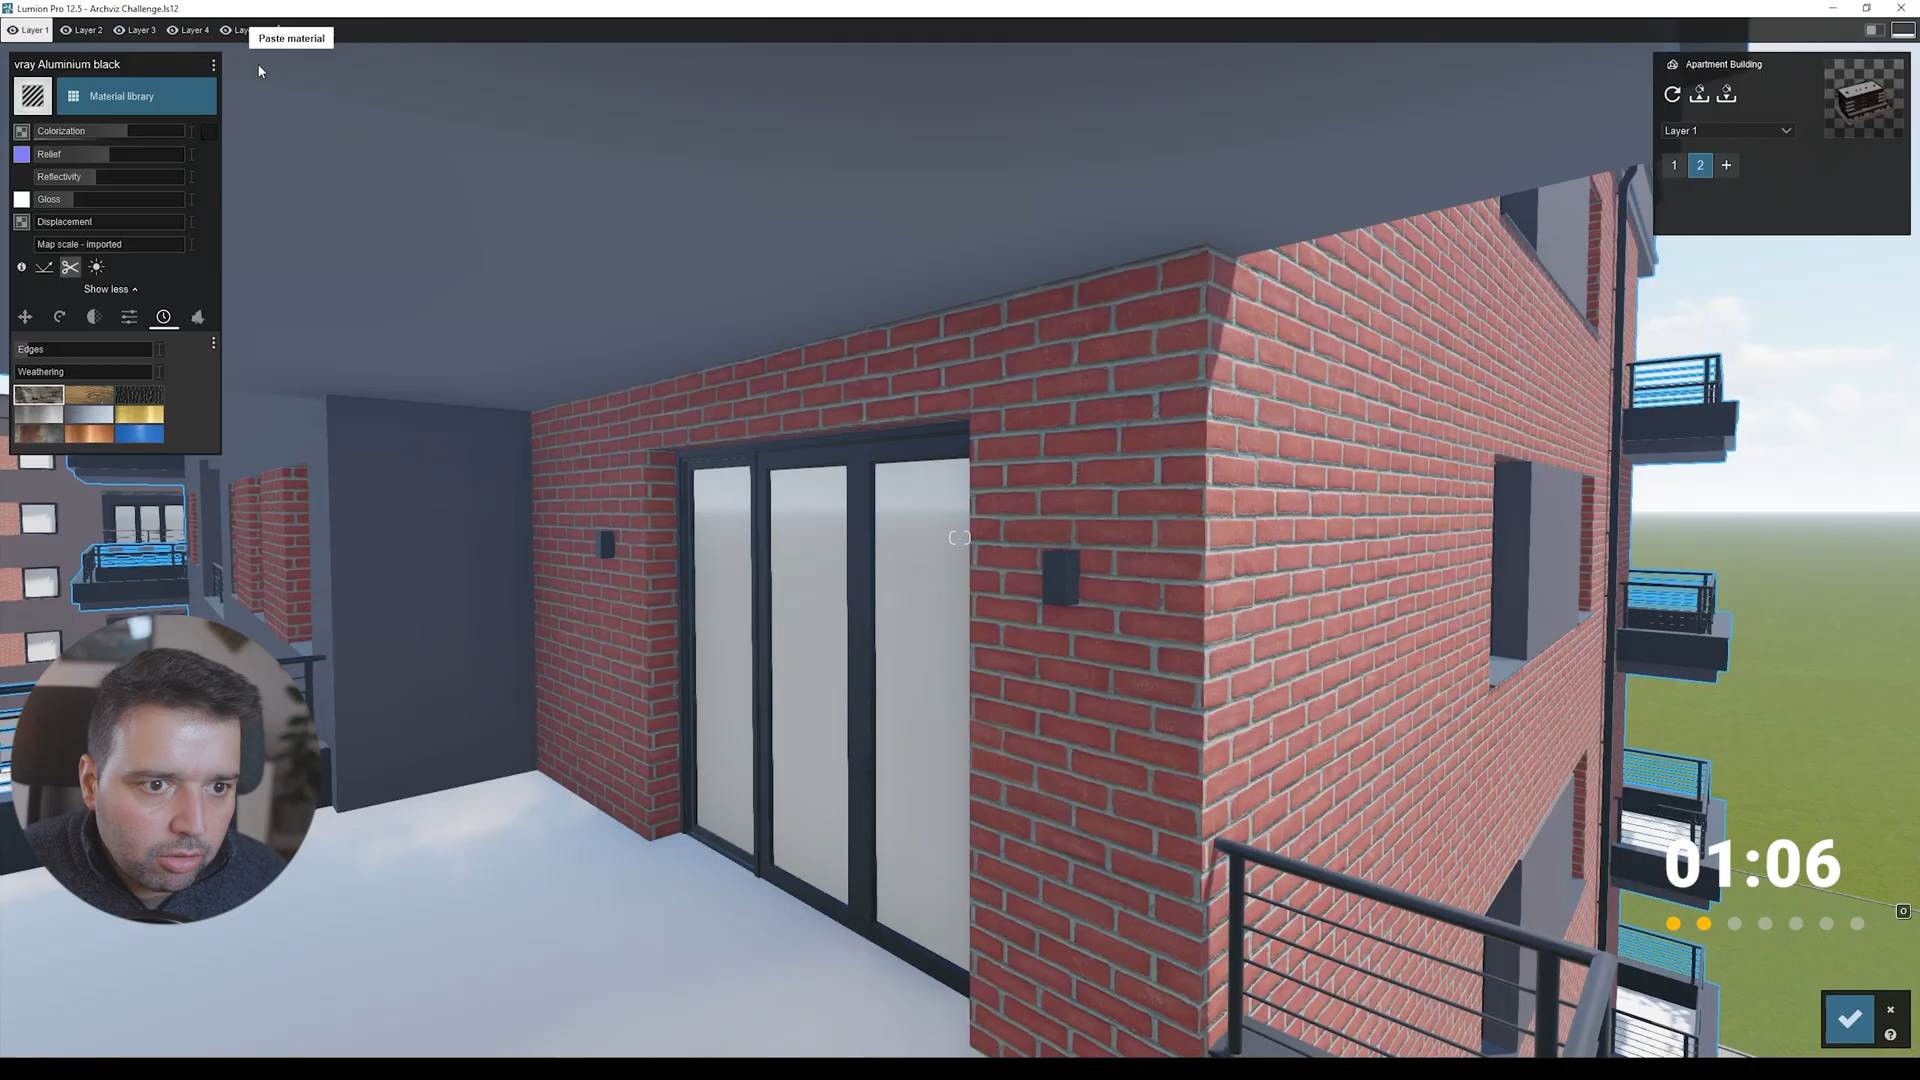 Lumion Pro 12.5 - Archviz Challenge.ls12
Layer 1
Layer 2
Layer 3
Layer 4
Lay
Paste material
vray Aluminium black
Material library
Colorization
Relief
Reflectivity
Gloss
Displacement
Map scale - imported
Show less
Edges
Weathering
Apartment Building
Layer 1
1
2
+
01:06